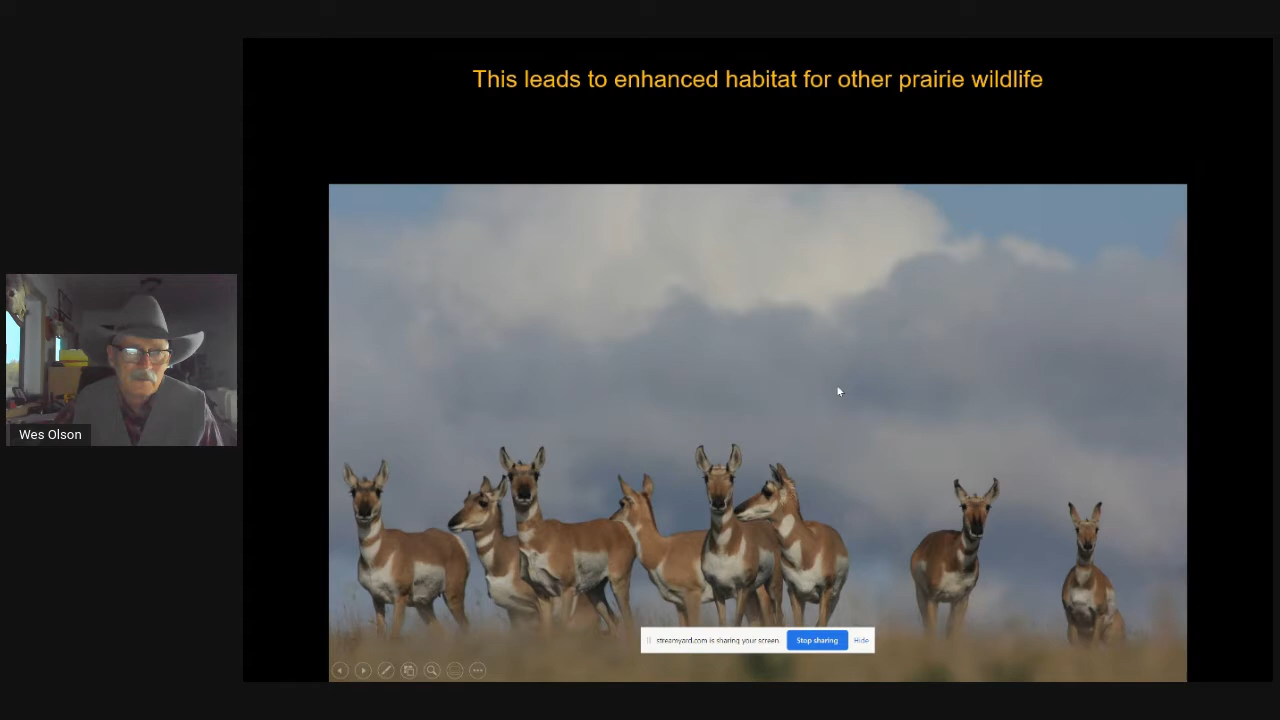 This leads to enhanced habitat for other prairie wildlife
Wes Olson
streamyard.com is sharing your screen. Stop sharing Hide